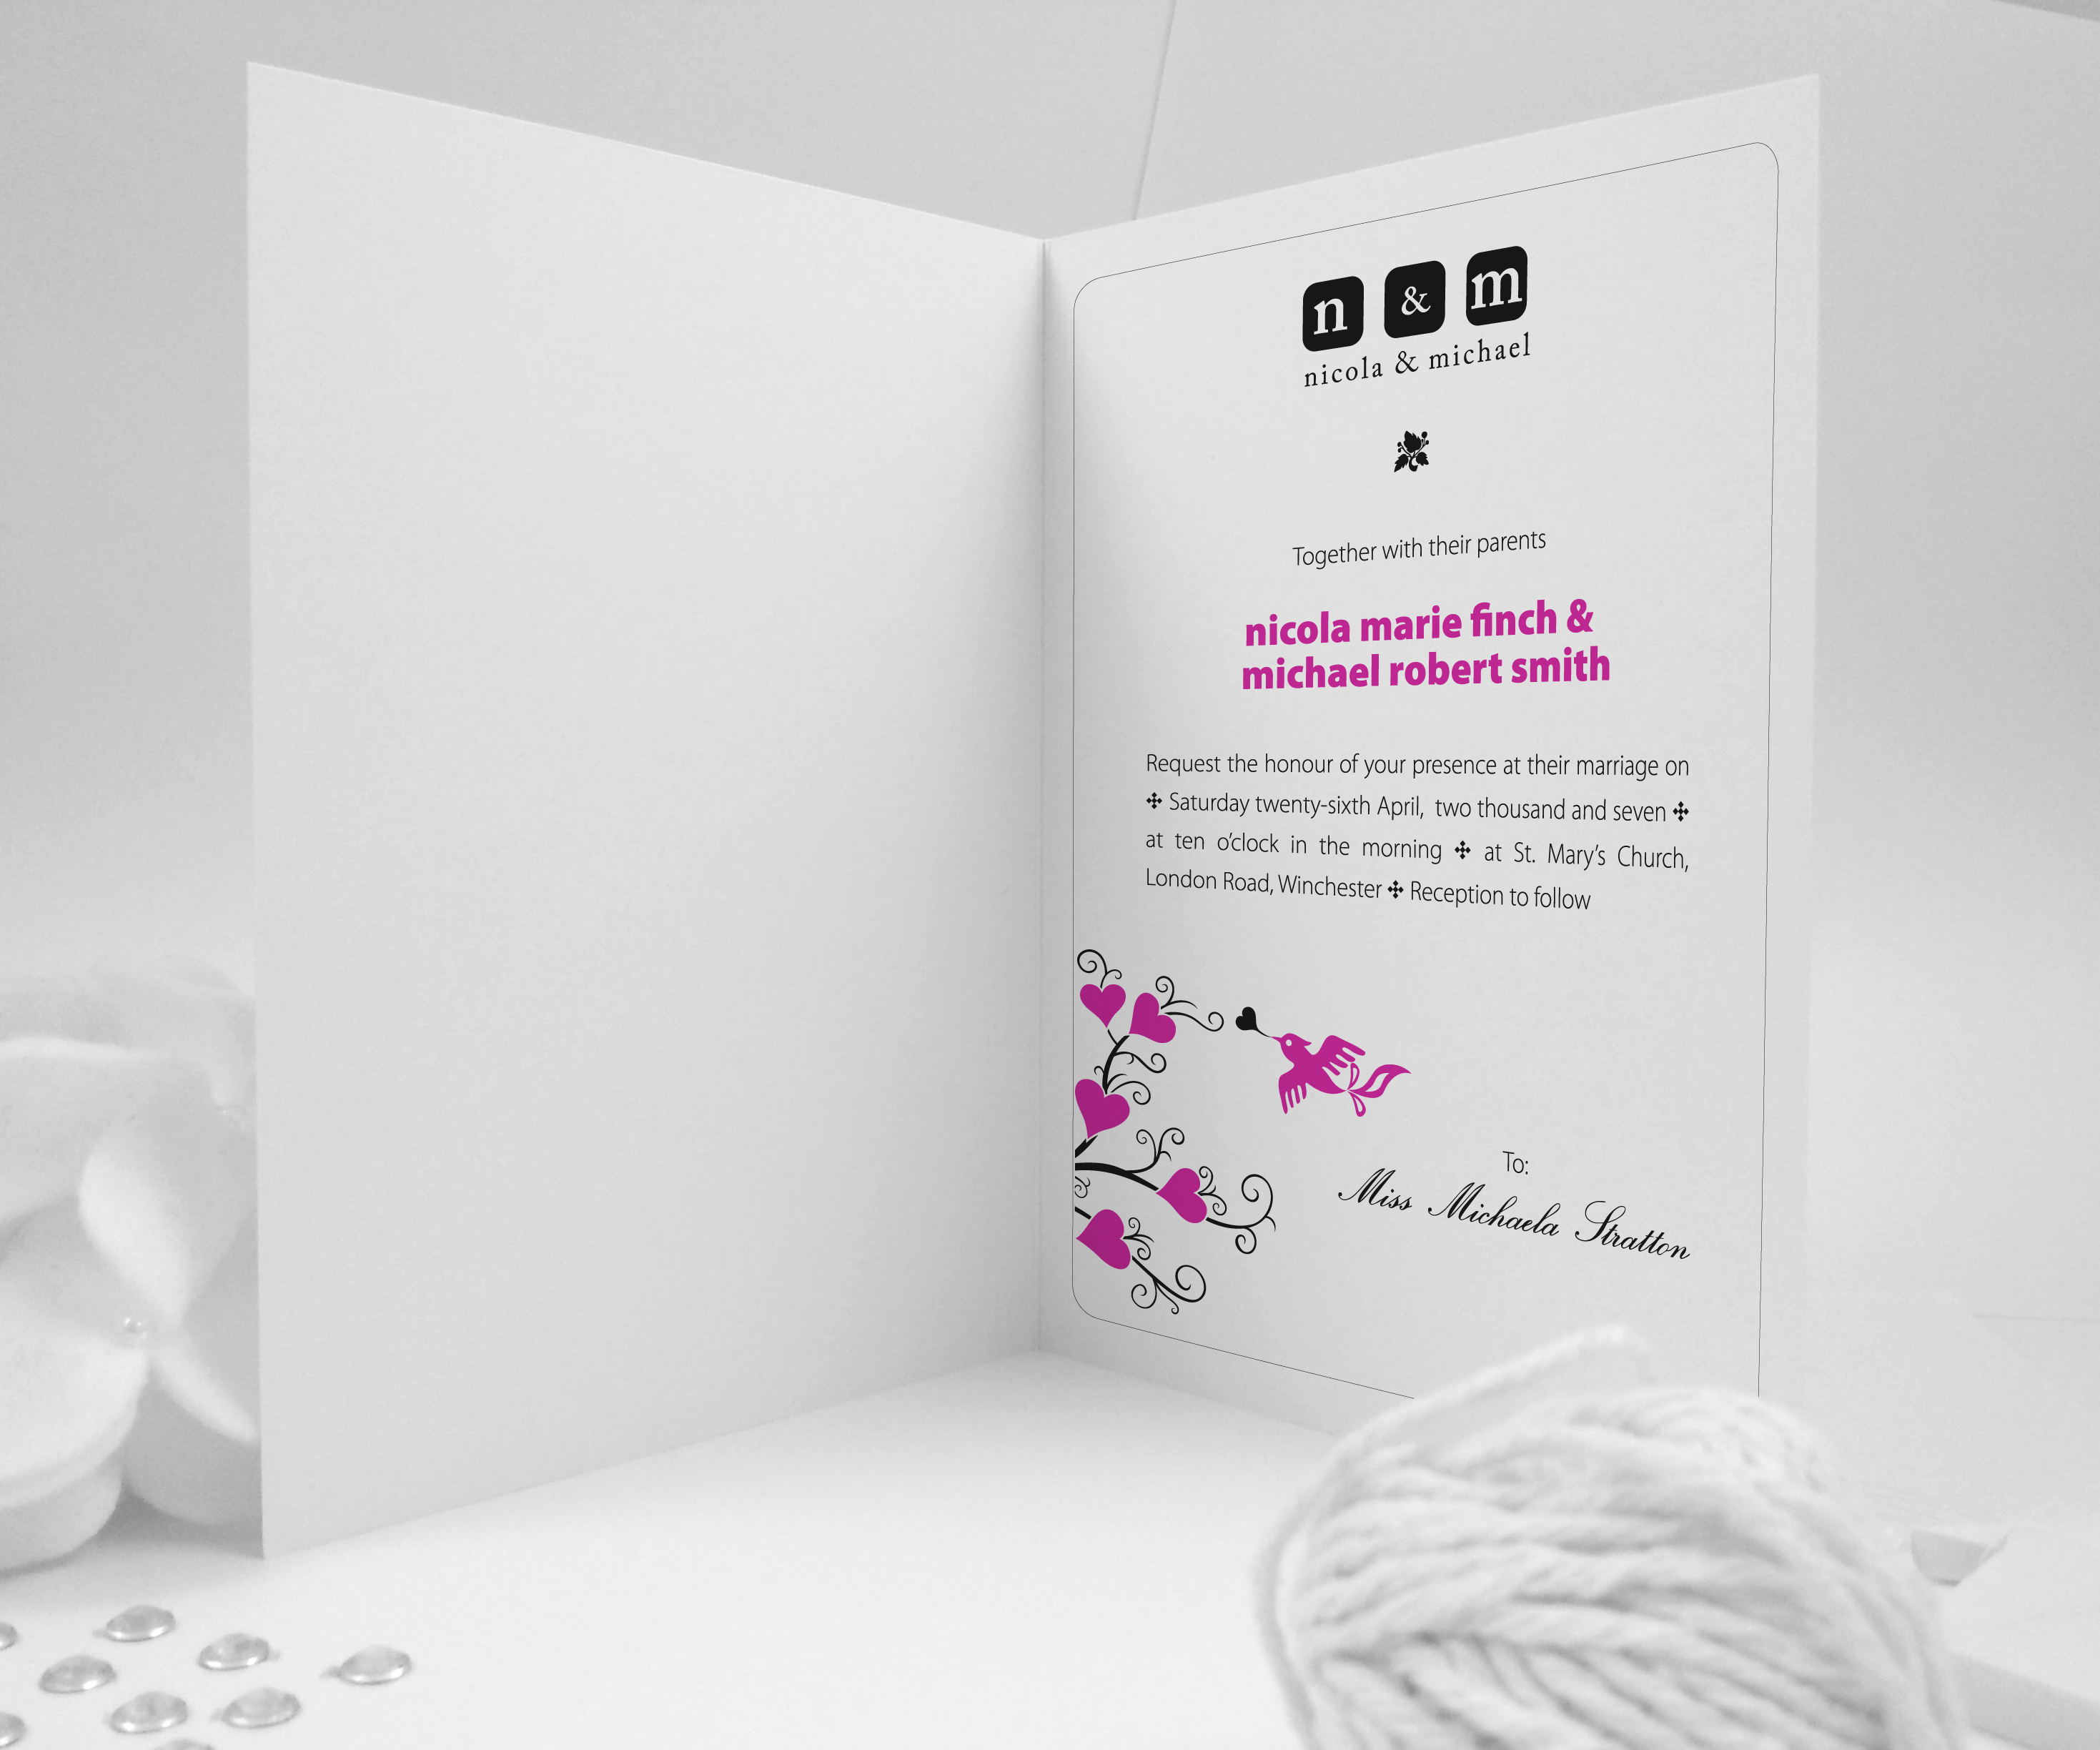 n & m
nicola & michael
Together with their parents
nicola marie finch &
michael robert smith
Request the honour of your presence at their marriage on
✣ Saturday twenty-sixth April, two thousand and seven ✣
at ten o'clock in the morning ✣ at St. Mary's Church,
London Road, Winchester ✣ Reception to follow
To:
Miss Michaela Stratton